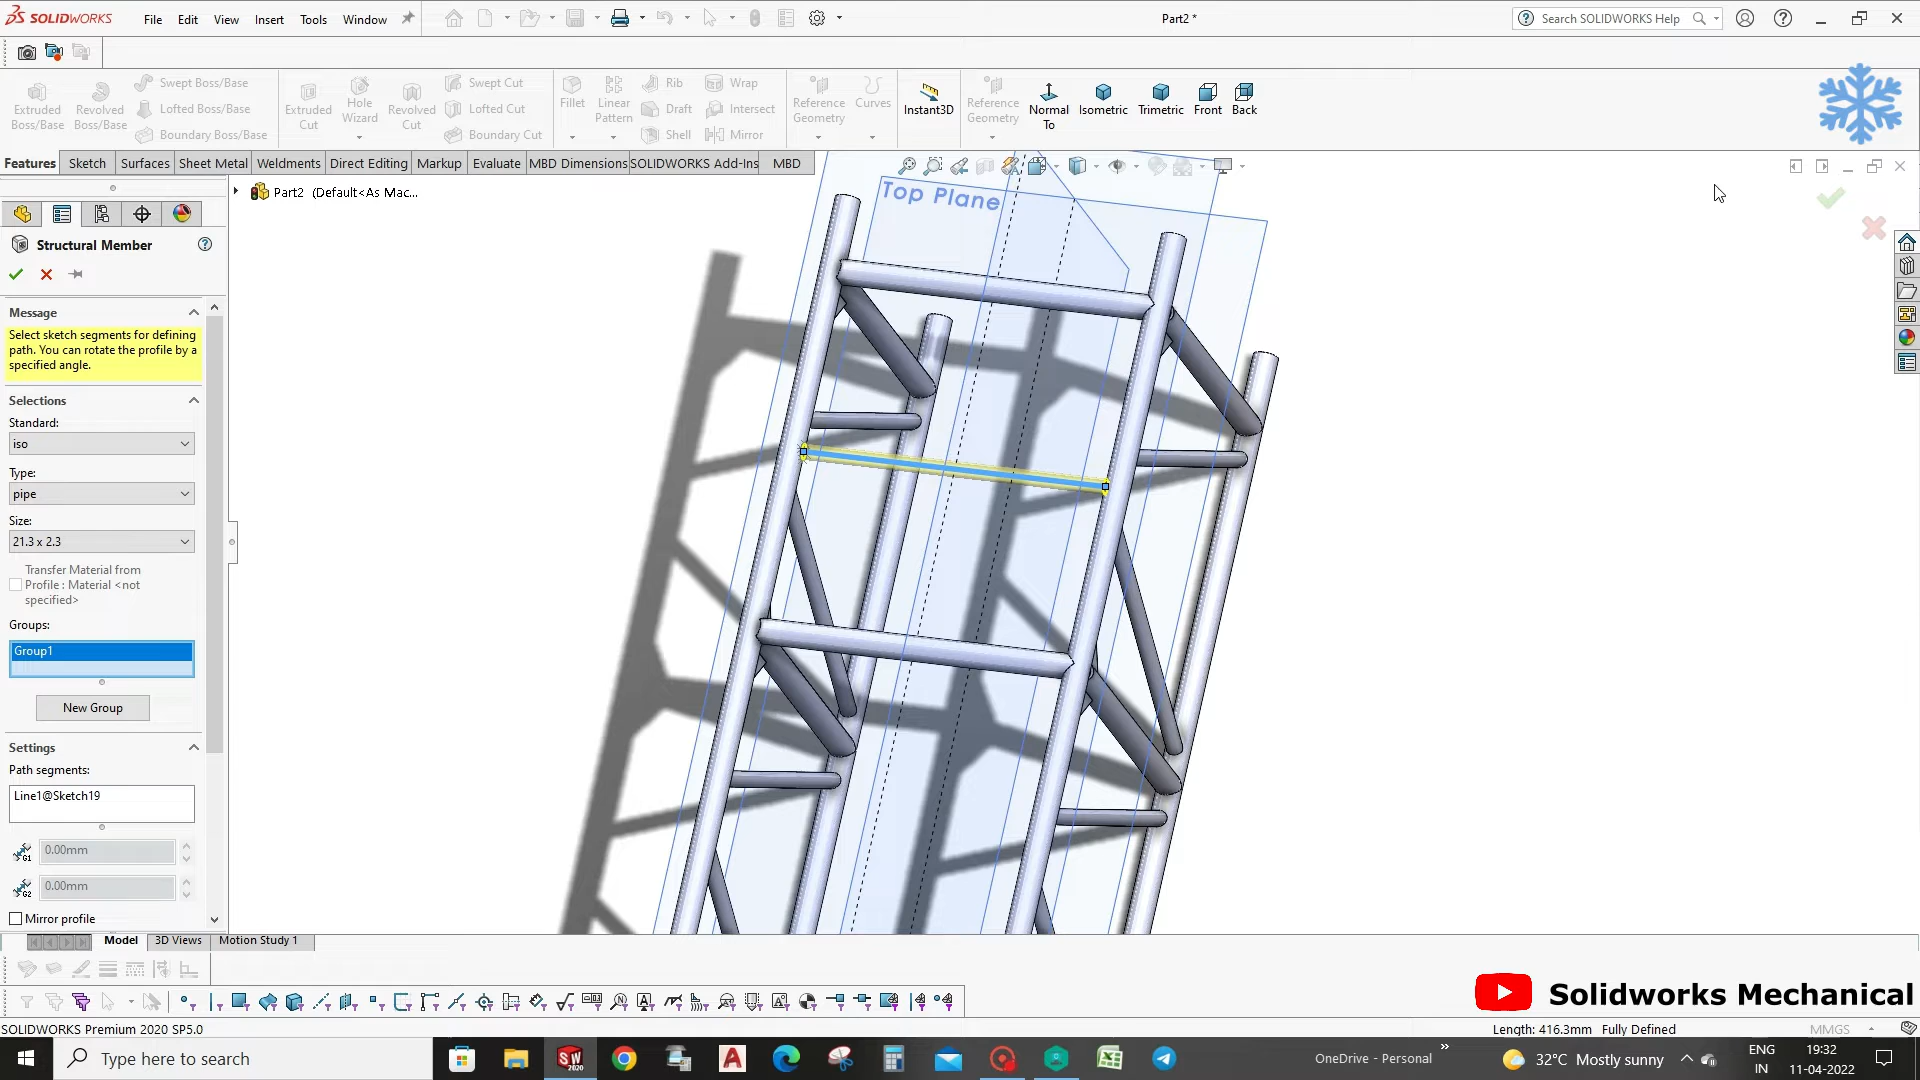 SOLIDWORKS File Edit View Insert Tools Window Part2 * Search SOLIDWORKS Help
Extruded Boss/Base Revolved Boss/Base Swept Boss/Base Lofted Boss/Base Boundary Boss/Base
Extruded Cut Hole Wizard Revolved Cut Swept Cut Lofted Cut Boundary Cut
Fillet Linear Pattern Rib Draft Shell Wrap Intersect Mirror
Reference Geometry Curves Instant3D Reference Geometry Normal To Isometric Trimetric Front Back
Features Sketch Surfaces Sheet Metal Weldments Direct Editing Markup Evaluate MBD Dimensions SOLIDWORKS Add-Ins MBD
Part2 (Default<As Mac...
Top Plane
Structural Member
Message
Select sketch segments for defining
path. You can rotate the profile by a
specified angle.
Selections
Standard:
iso
Type:
pipe
Size:
21.3 x 2.3
Transfer Material from
Profile : Material <not
specified>
Groups:
Group1
New Group
Settings
Path segments:
Line1@Sketch19
G1 0.00mm
G2 0.00mm
Mirror profile
Model 3D Views Motion Study 1
Solidworks Mechanical
SOLIDWORKS Premium 2020 SP5.0 Length: 416.3mm Fully Defined MMGS
Type here to search OneDrive - Personal 32°C Mostly sunny ENG IN 19:32 11-04-2022